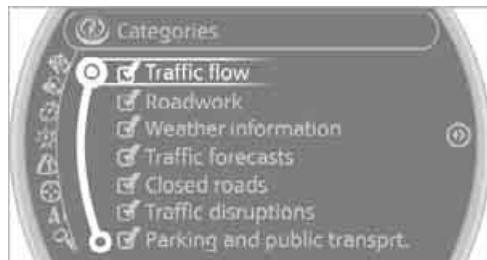 Categories
Traffic flow
Roadwork
Weather information
Traffic forecasts
Closed roads
Traffic disruptions
Parking and public transprt.